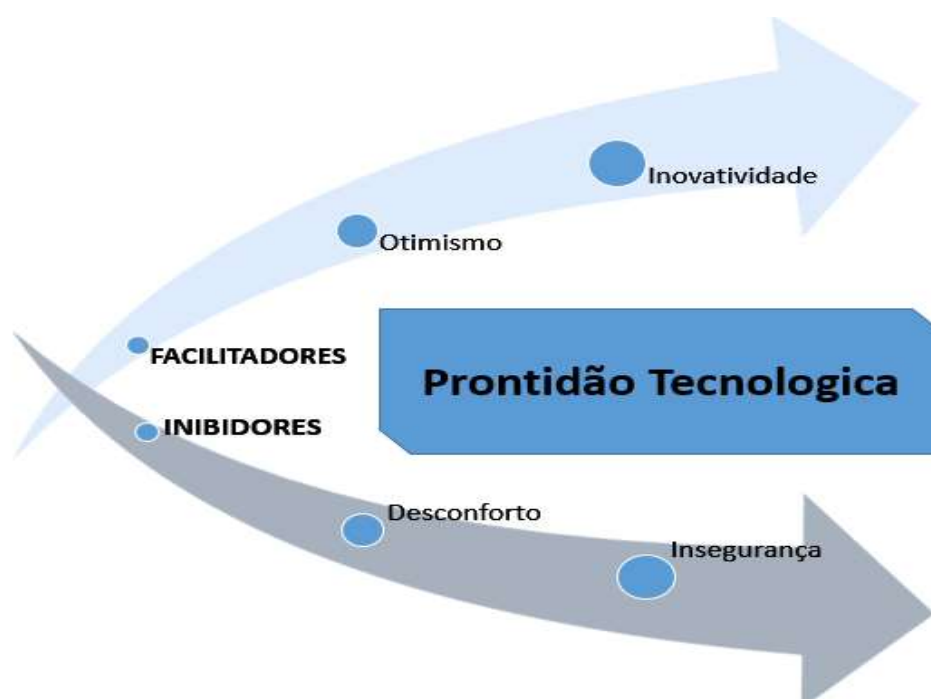 Inovatividade
Otimismo
FACILITADORES
Prontidão Tecnologica
INIBIDORES
Desconforto
Insegurança